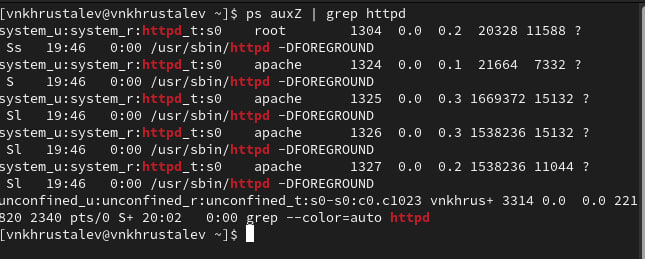 [vnkhrustalev@vnkhrustalev ~]$ ps auxZ | grep httpd
system_u:system_r:httpd_t:s0    root        1304  0.0  0.2  20328 11588 ?
 Ss   19:46   0:00 /usr/sbin/httpd -DFOREGROUND
system_u:system_r:httpd_t:s0    apache      1324  0.0  0.1  21664  7332 ?
 S    19:46   0:00 /usr/sbin/httpd -DFOREGROUND
system_u:system_r:httpd_t:s0    apache      1325  0.0  0.3 1669372 15132 ?
 Sl   19:46   0:00 /usr/sbin/httpd -DFOREGROUND
system_u:system_r:httpd_t:s0    apache      1326  0.0  0.3 1538236 15132 ?
 Sl   19:46   0:00 /usr/sbin/httpd -DFOREGROUND
system_u:system_r:httpd_t:s0    apache      1327  0.0  0.2 1538236 11044 ?
 Sl   19:46   0:00 /usr/sbin/httpd -DFOREGROUND
unconfined_u:unconfined_r:unconfined_t:s0-s0:c0.c1023 vnkhrus+ 3314 0.0  0.0 221
820 2340 pts/0 S+ 20:02   0:00 grep --color=auto httpd
[vnkhrustalev@vnkhrustalev ~]$